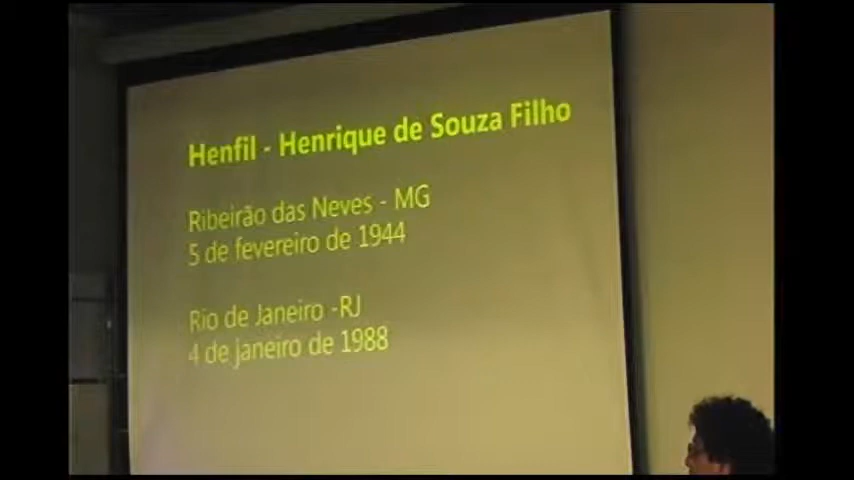 Henfil - Henrique de Souza Filho
Ribeirão das Neves - MG
5 de fevereiro de 1944
Rio de Janeiro -RJ
4 de janeiro de 1988